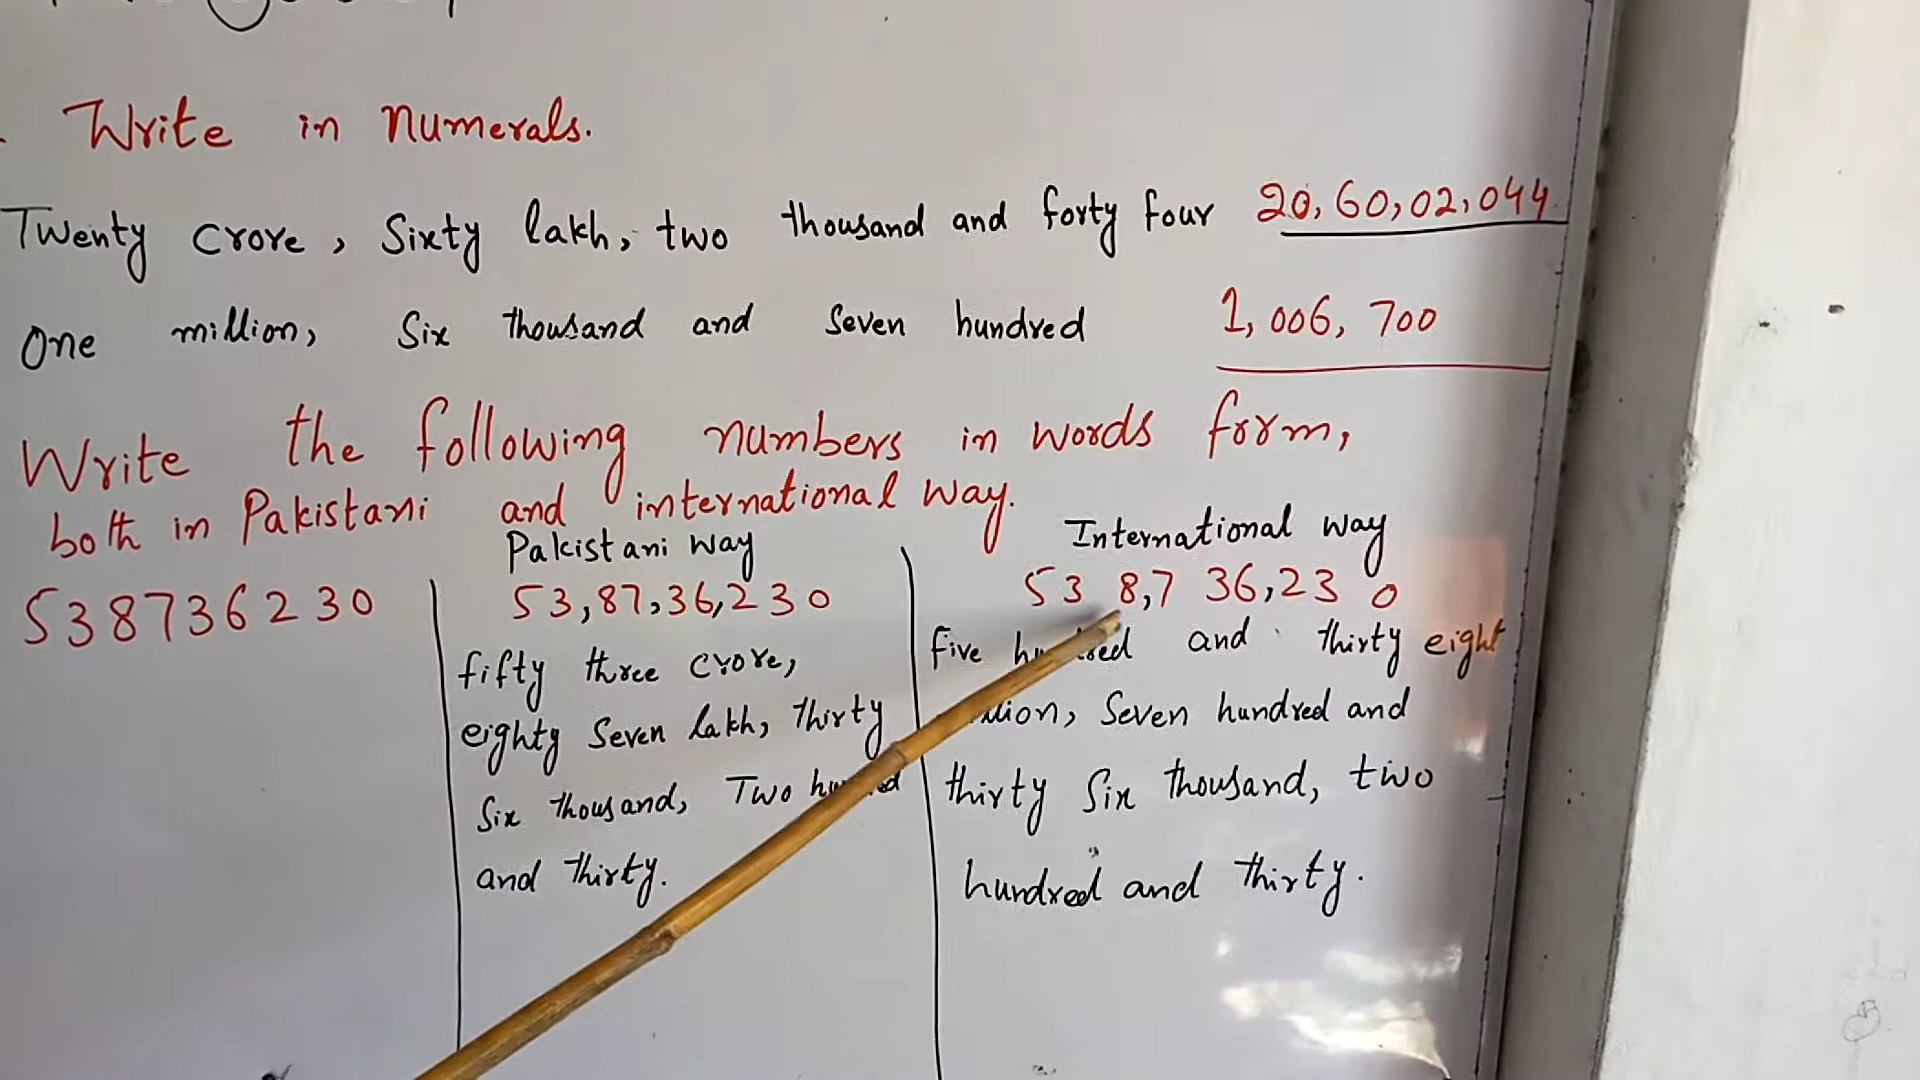 Write in numerals.
Twenty crore, Sixty lakh, two thousand and forty four 20,60,02,044
One million, Six thousand and Seven hundred 1,006,700
Write the following numbers in words form,
both in Pakistani and international way.
538736230
Pakistani way
53,87,36,230
fifty three crore,
eighty Seven lakh, thirty
Six thousand, Two
and thirty.
International way
53 8,7 36,23 0
five and thirty eight
Seven hundred and
thirty Six thousand, two
hundred and thirty.